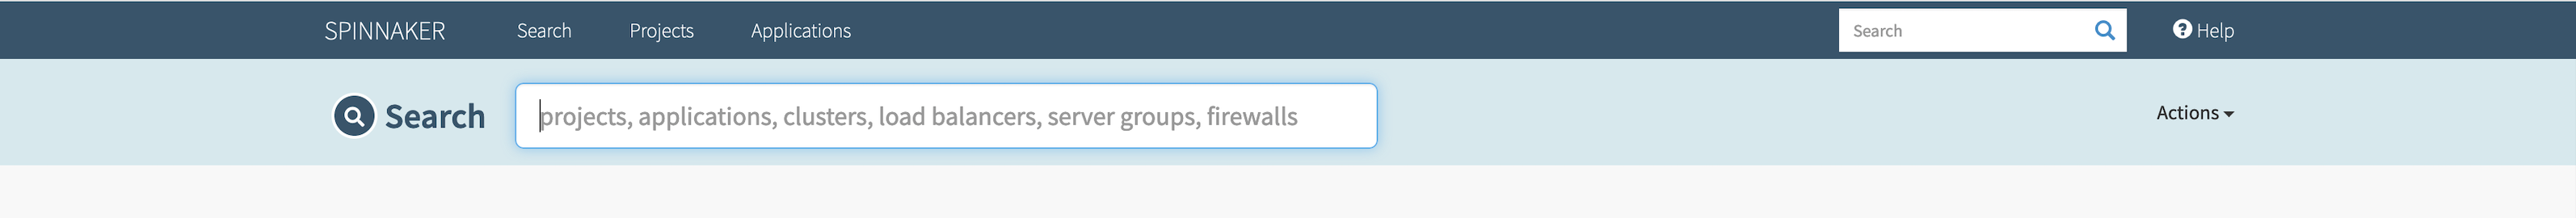 SPINNAKER Search Projects Applications Search Help
Search projects, applications, clusters, load balancers, server groups, firewalls Actions